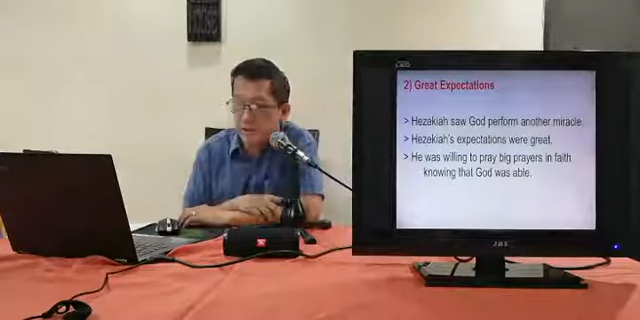 2) Great Expectations
> Hezekiah saw God perform another miracle.
> Hezekiah's expectations were great.
> He was willing to pray big prayers in faith
knowing that God was able.